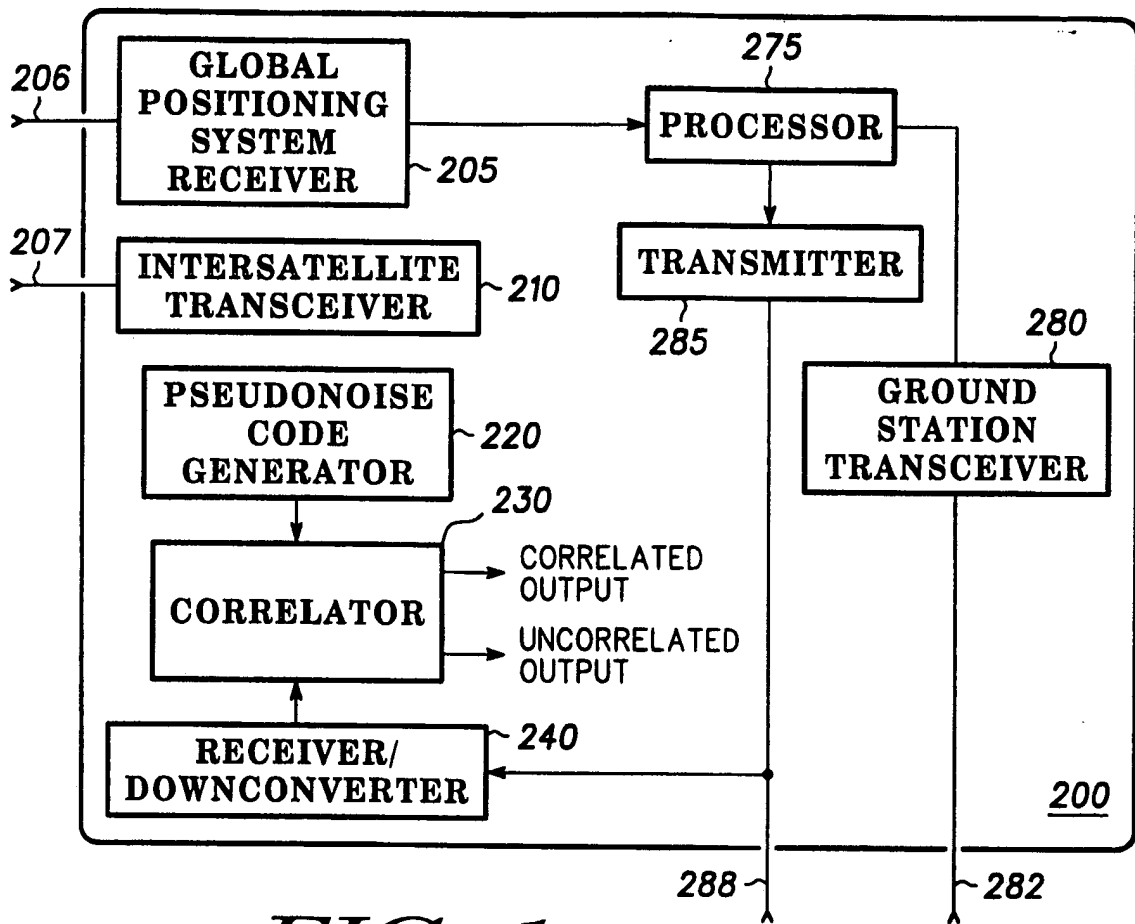 206
GLOBAL
POSITIONING
SYSTEM
RECEIVER
205
275
PROCESSOR
207
INTERSATELLITE
TRANSCEIVER
210
TRANSMITTER
285
280
GROUND
STATION
TRANSCEIVER
PSEUDONOISE
CODE
GENERATOR
220
230
CORRELATOR
CORRELATED
OUTPUT
UNCORRELATED
OUTPUT
RECEIVER/
DOWNCONVERTER
240
200
288
282